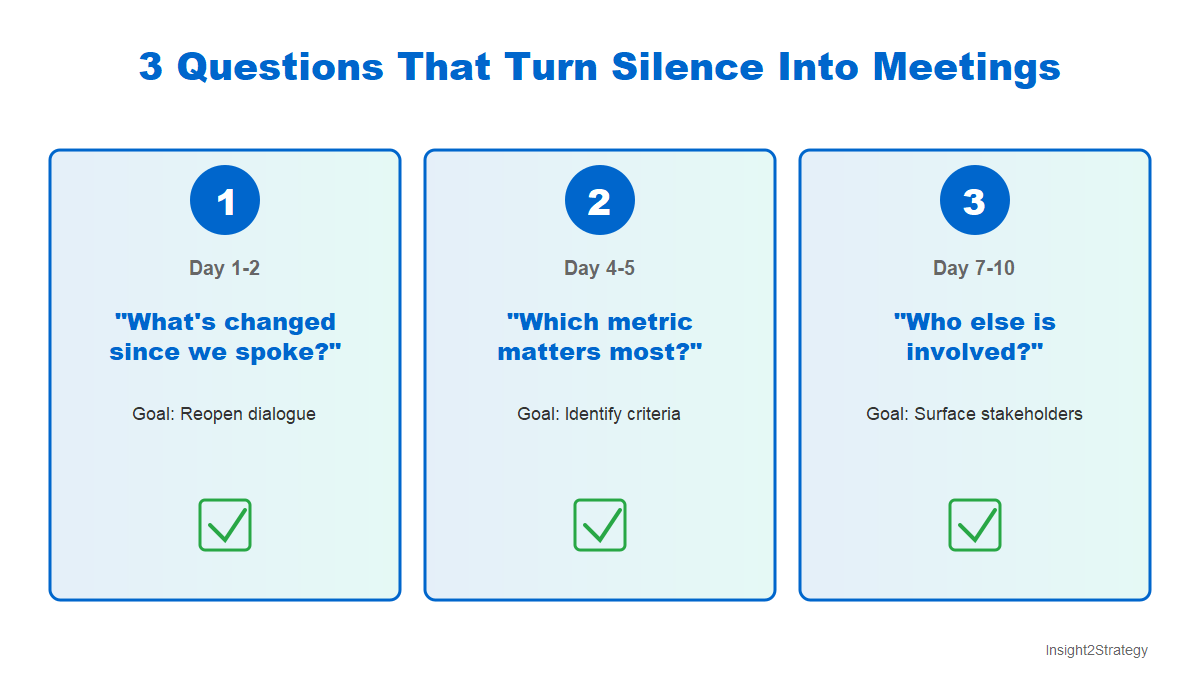 3 Questions That Turn Silence Into Meetings
1
Day 1-2
"What's changed
since we spoke?"
Goal: Reopen dialogue
2
Day 4-5
"Which metric
matters most?"
Goal: Identify criteria
3
Day 7-10
"Who else is
involved?"
Goal: Surface stakeholders
Insight2Strategy